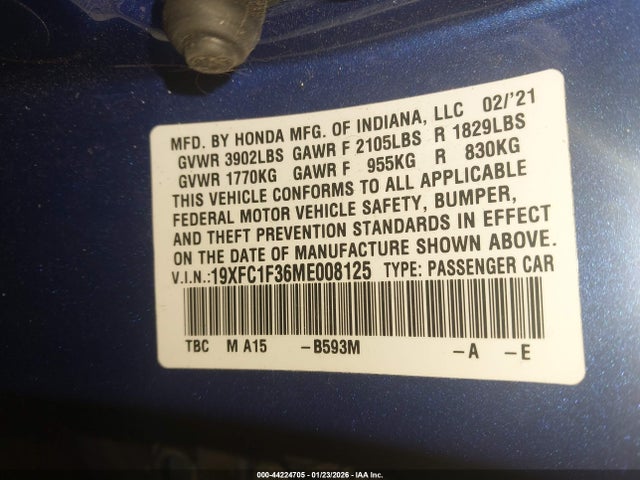 MFD. BY HONDA MFG. OF INDIANA, LLC 02/'21
GVWR 3902LBS GAWR F 2105LBS R 1829LBS
GVWR 1770KG GAWR F 955KG R 830KG
THIS VEHICLE CONFORMS TO ALL APPLICABLE
FEDERAL MOTOR VEHICLE SAFETY, BUMPER,
AND THEFT PREVENTION STANDARDS IN EFFECT
ON THE DATE OF MANUFACTURE SHOWN ABOVE.
V.I.N.:19XFC1F36ME008125 TYPE: PASSENGER CAR
TBC M A15 -B593M -A -E
000-44224705 - 01/23/2026 - IAA Inc.